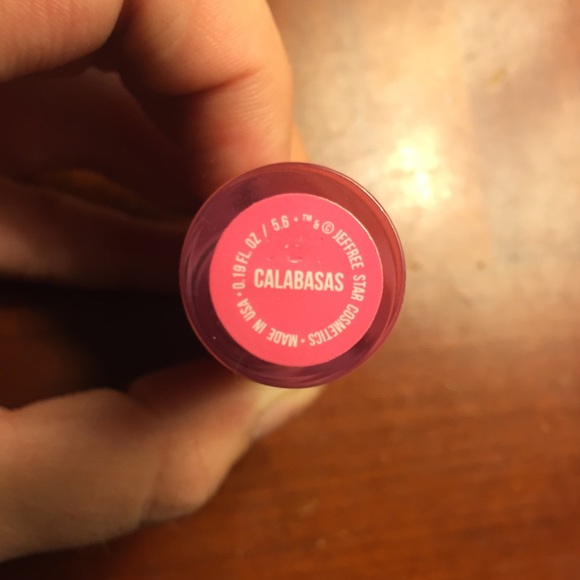 CALABASAS
0.19 FL. OZ / 5.6 • ™ & © JEFFREE STAR COSMETICS • MADE IN USA •